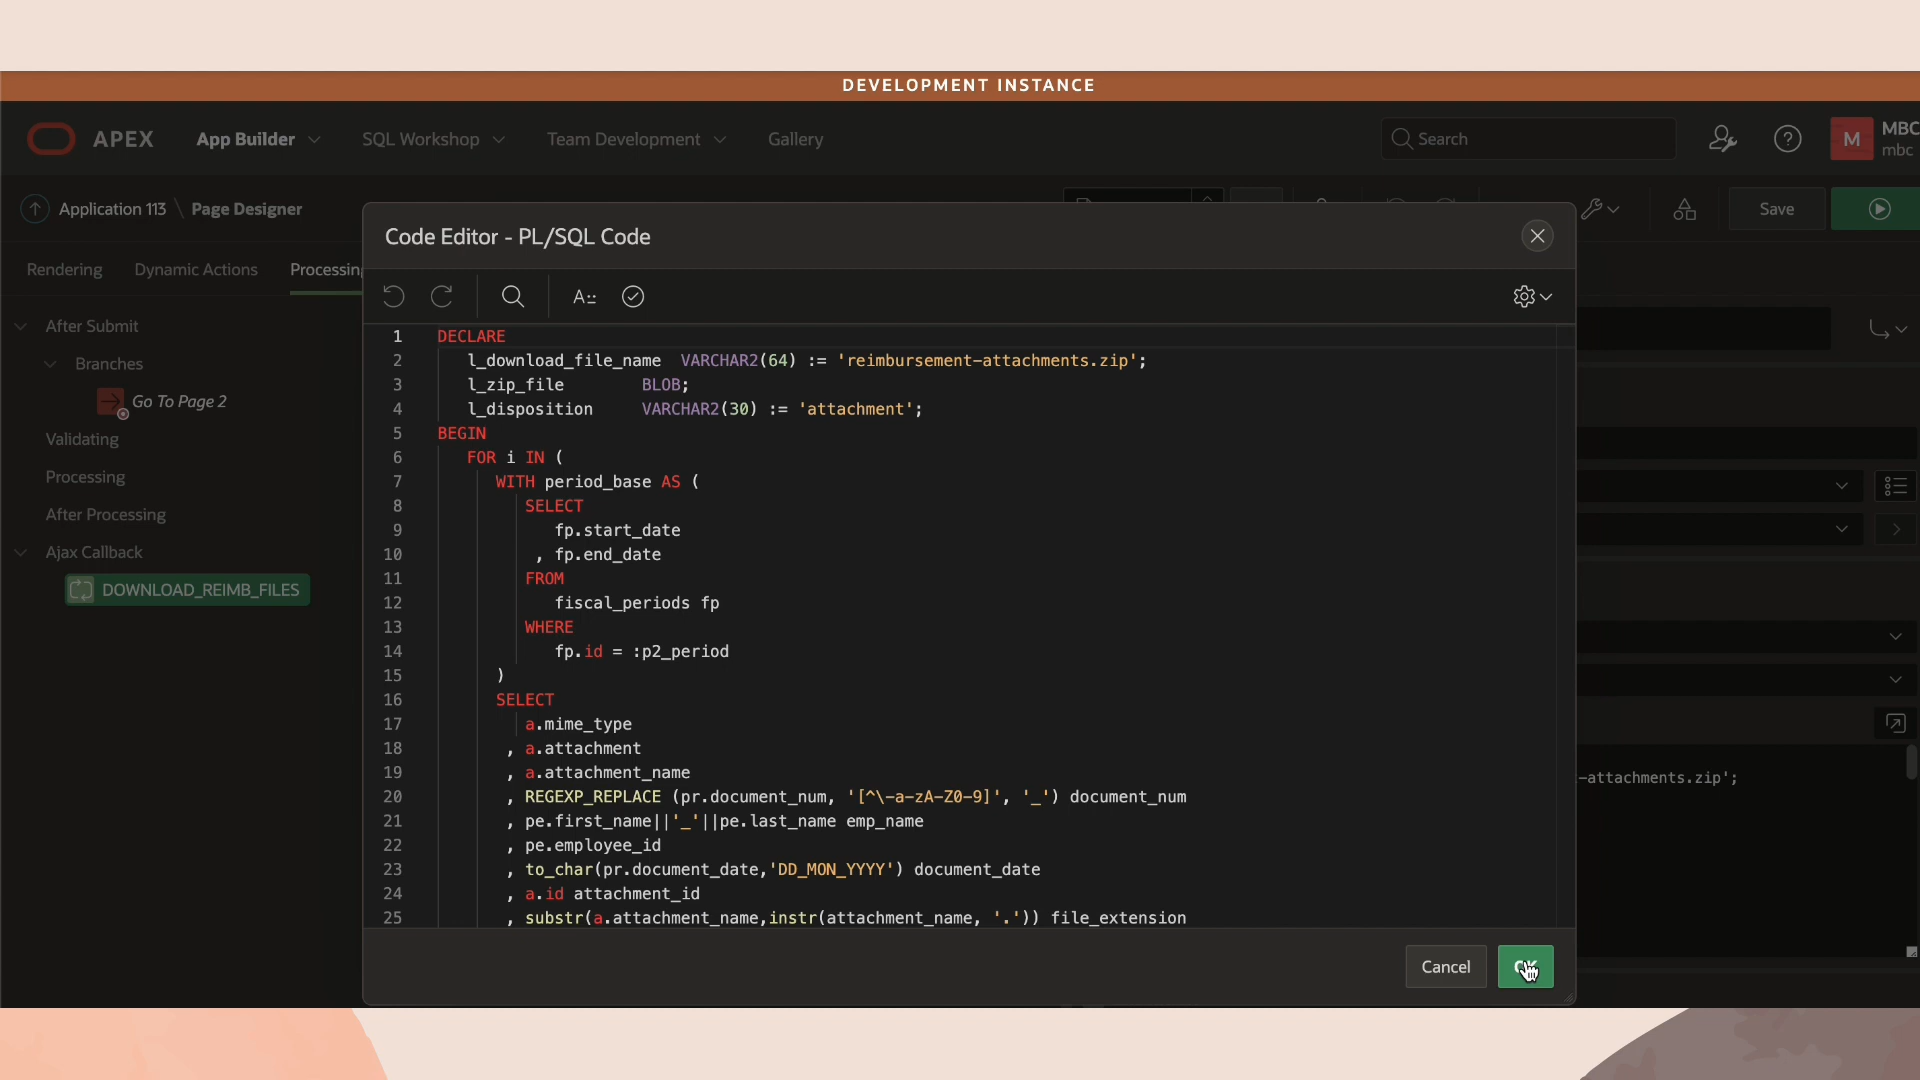 DEVELOPMENT INSTANCE
APEX
App Builder
SQL Workshop
Team Development
Gallery
Search
M
MBC
mbc
Application 113 \ Page Designer
Save
Rendering
Dynamic Actions
Processing
After Submit
Branches
Go To Page 2
Validating
Processing
After Processing
Ajax Callback
DOWNLOAD_REIMB_FILES
Code Editor - PL/SQL Code
1 DECLARE
2 l_download_file_name VARCHAR2(64) := 'reimbursement-attachments.zip';
3 l_zip_file BLOB;
4 l_disposition VARCHAR2(30) := 'attachment';
5 BEGIN
6 FOR i IN (
7 WITH period_base AS (
8 SELECT
9 fp.start_date
10 , fp.end_date
11 FROM
12 fiscal_periods fp
13 WHERE
14 fp.id = :p2_period
15 )
16 SELECT
17 a.mime_type
18 , a.attachment
19 , a.attachment_name
20 , REGEXP_REPLACE (pr.document_num, '[^\-a-zA-Z0-9]', '_') document_num
21 , pe.first_name||'_'||pe.last_name emp_name
22 , pe.employee_id
23 , to_char(pr.document_date,'DD_MON_YYYY') document_date
24 , a.id attachment_id
25 , substr(a.attachment_name,instr(attachment_name, '.')) file_extension
-attachments.zip';
Cancel